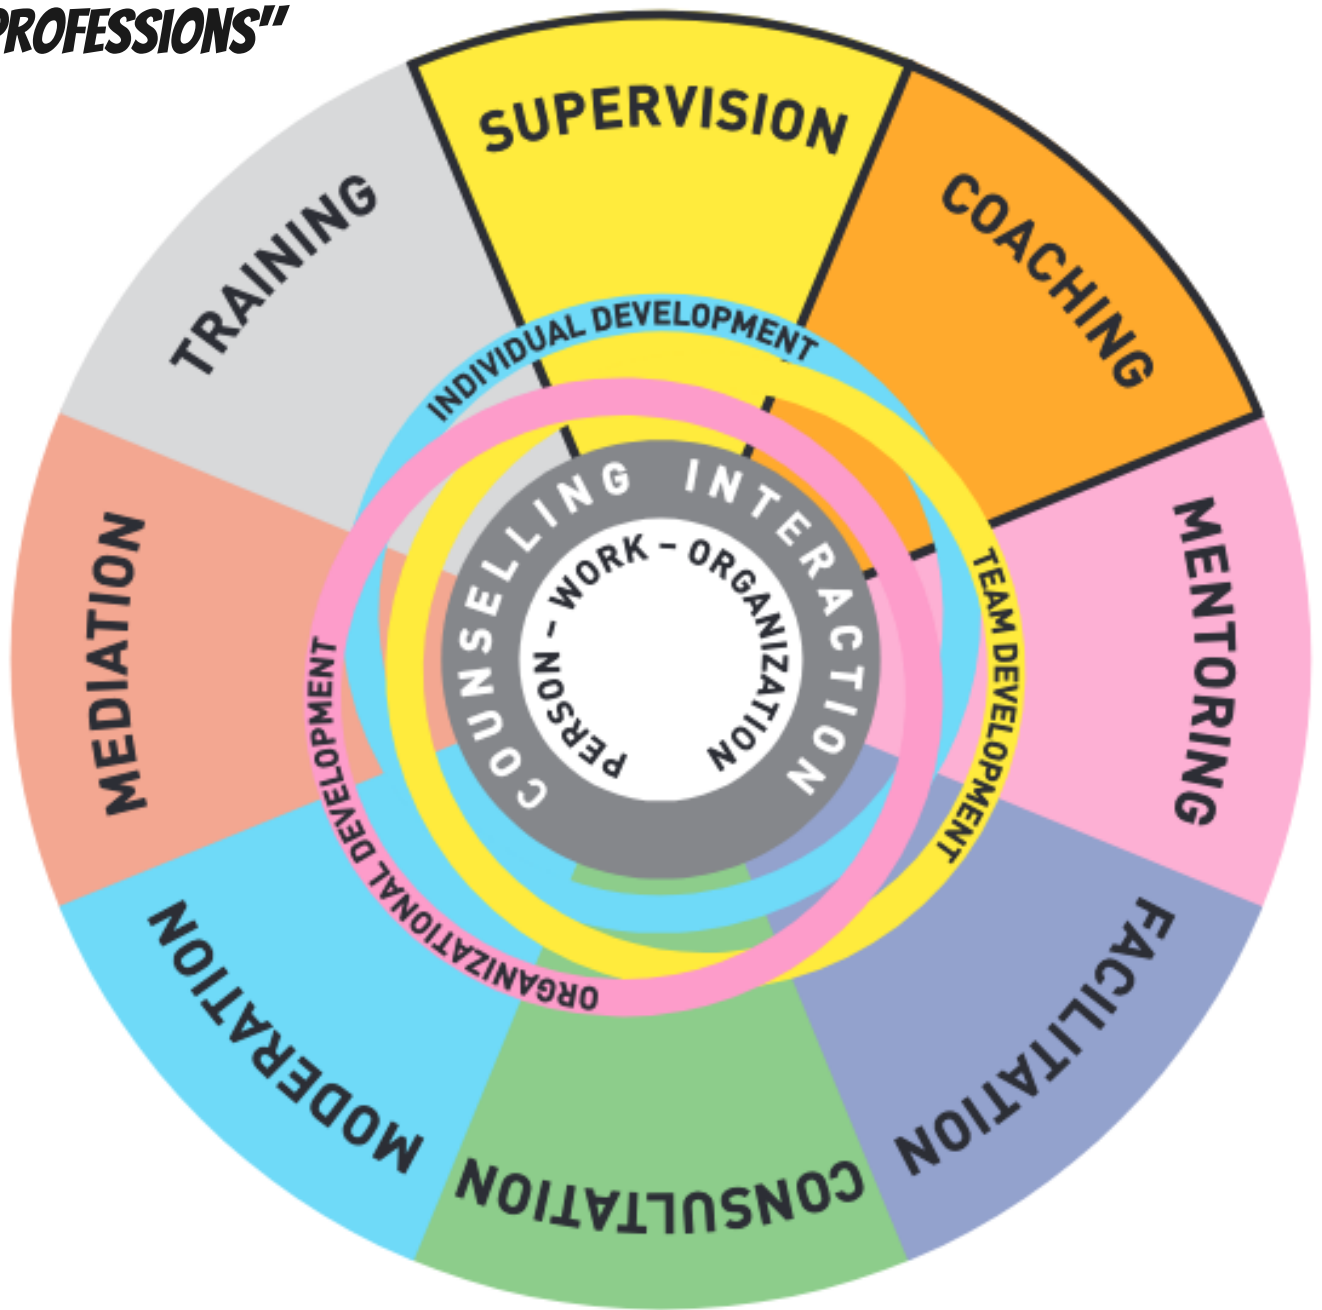 PROFESSIONS"
SUPERVISION
COACHING
MENTORING
FACILITATION
CONSULTATION
MODERATION
MEDIATION
TRAINING
INDIVIDUAL DEVELOPMENT
TEAM DEVELOPMENT
ORGANIZATIONAL DEVELOPMENT
COUNSELLING INTERACTION
PERSON – WORK – ORGANIZATION